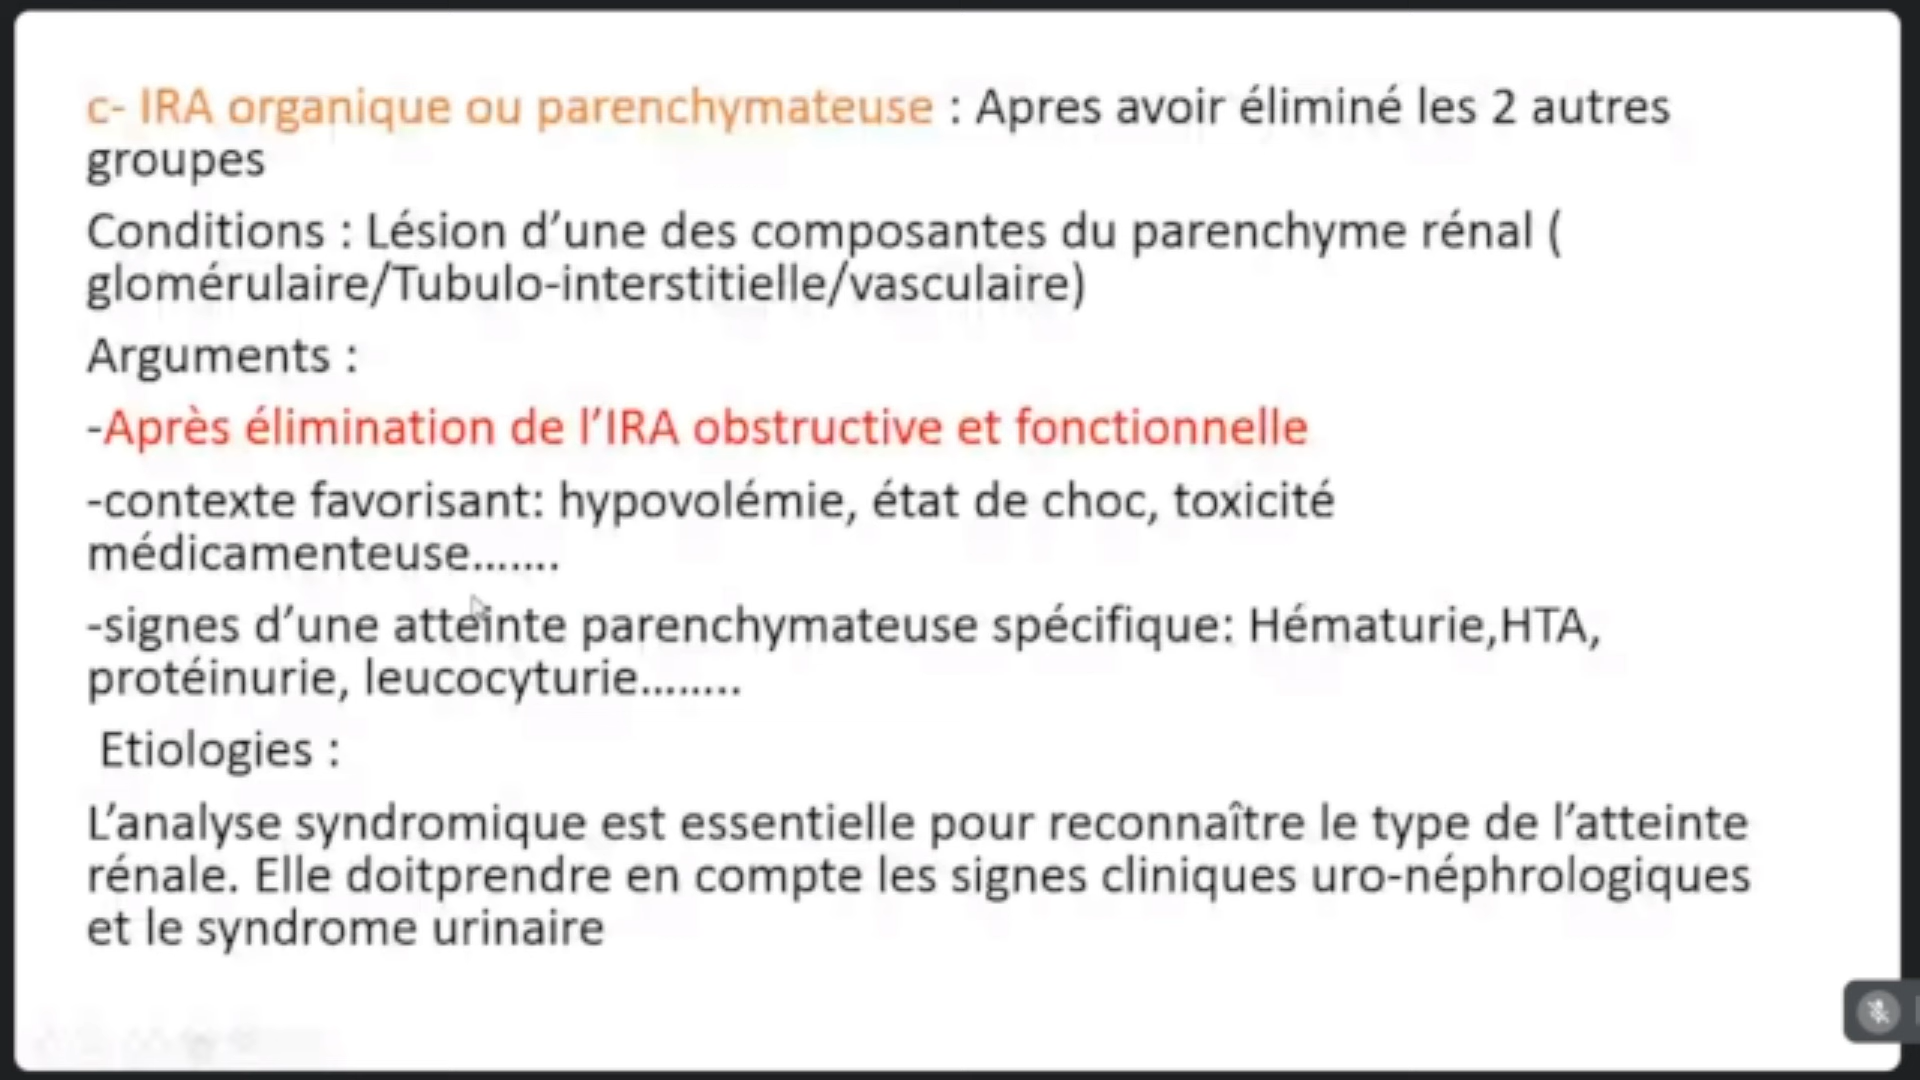 c- IRA organique ou parenchymateuse : Apres avoir éliminé les 2 autres
groupes
Conditions : Lésion d’une des composantes du parenchyme rénal (
glomérulaire/Tubulo-interstitielle/vasculaire)
Arguments :
-Après élimination de l’IRA obstructive et fonctionnelle
-contexte favorisant: hypovolémie, état de choc, toxicité
médicamenteuse.......
-signes d’une atteinte parenchymateuse spécifique: Hématurie,HTA,
protéinurie, leucocyturie........
Etiologies :
L’analyse syndromique est essentielle pour reconnaître le type de l’atteinte
rénale. Elle doitprendre en compte les signes cliniques uro-néphrologiques
et le syndrome urinaire